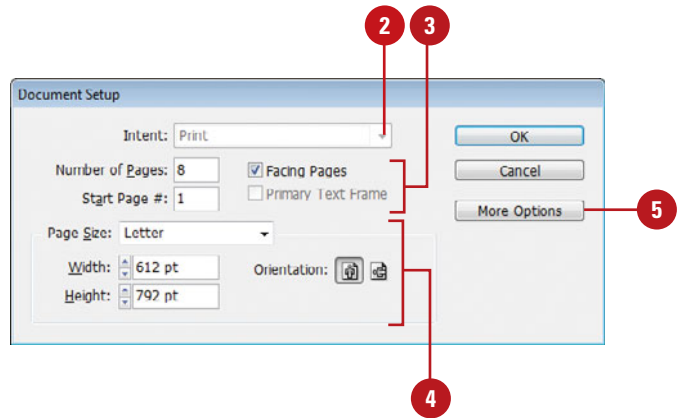 2 3
Document Setup
Intent: Print
OK
Number of Pages: 8 Facing Pages
Cancel
Start Page #: 1 Primary Text Frame
More Options 5
Page Size: Letter
Width: 612 pt Orientation:
Height: 792 pt
4